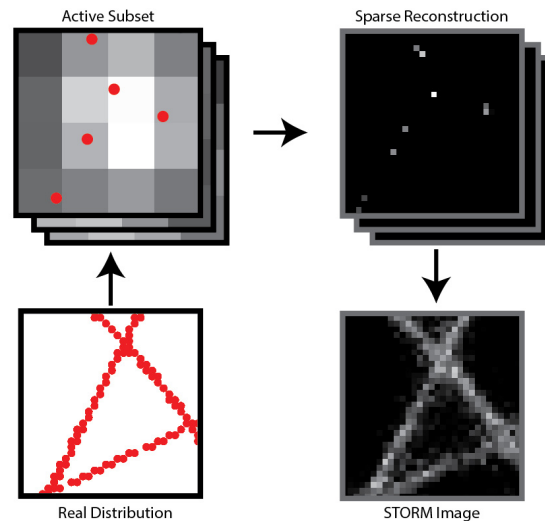 Active Subset
Sparse Reconstruction
Real Distribution
STORM Image